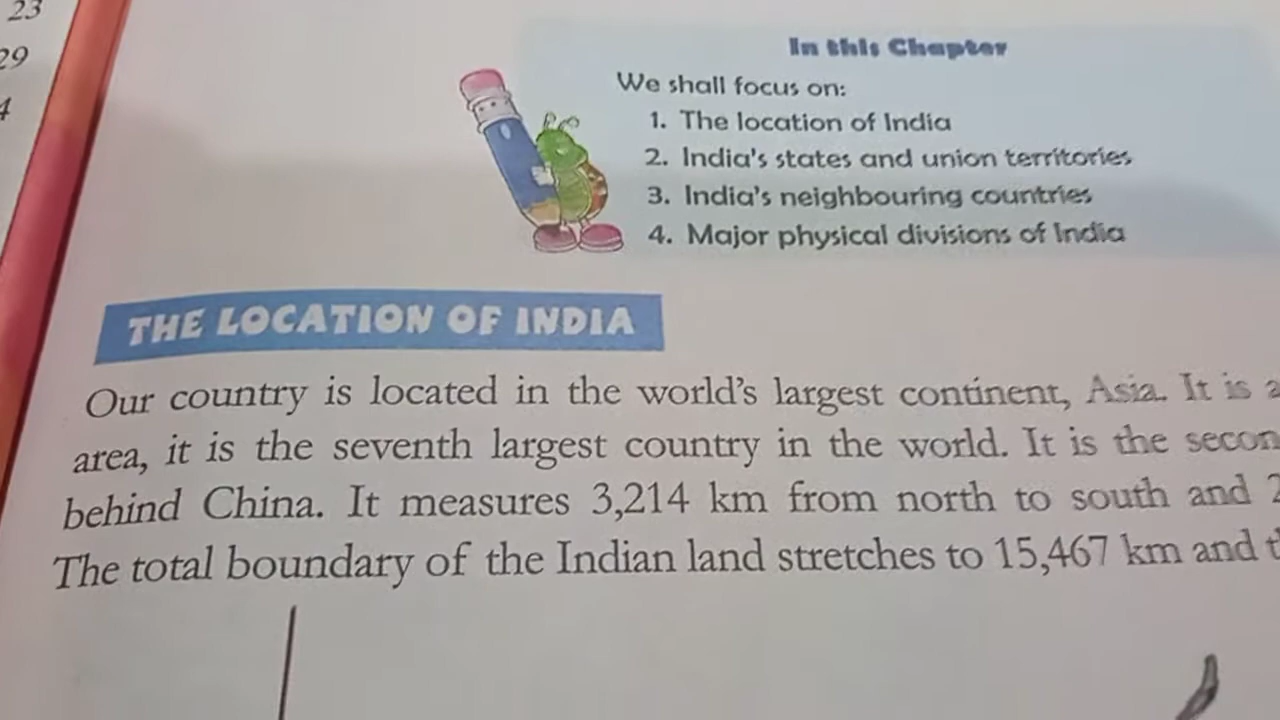 23
29
4
In this Chapter
We shall focus on:
1. The location of India
2. India's states and union territories
3. India's neighbouring countries
4. Major physical divisions of India
THE LOCATION OF INDIA
Our country is located in the world's largest continent, Asia. It is
area, it is the seventh largest country in the world. It is the
behind China. It measures 3,214 km from north to south and
The total boundary of the Indian land stretches to 15,467 km and